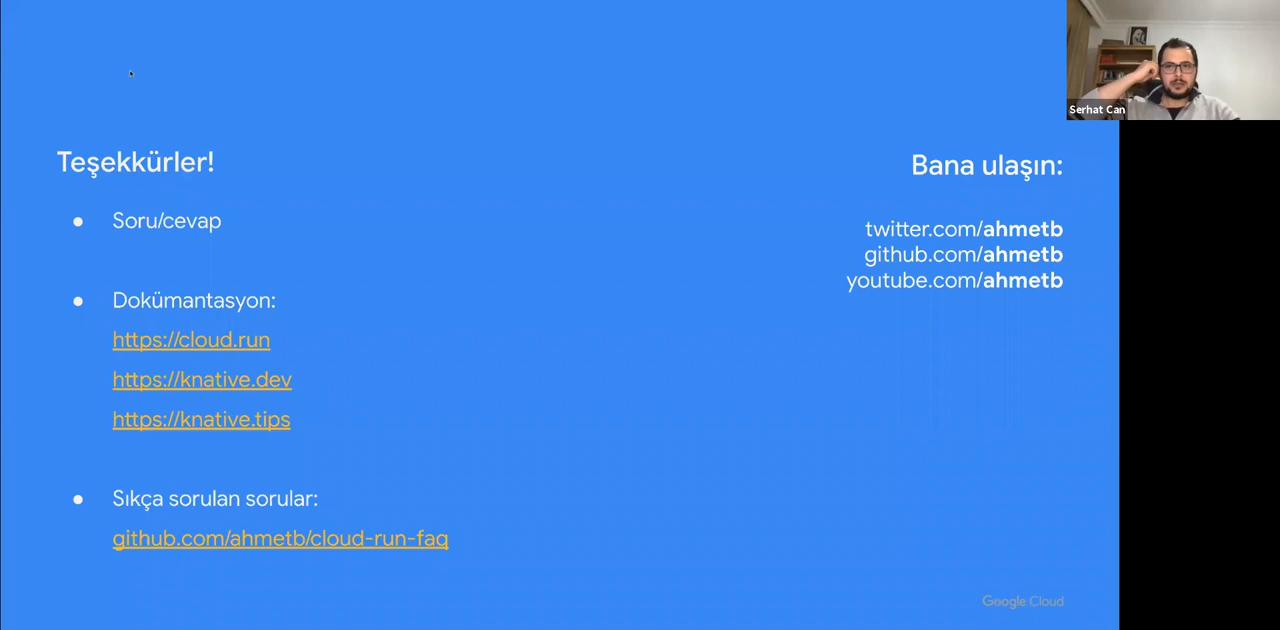 Serhat Can
Teşekkürler!
Soru/cevap
Dokümantasyon:
https://cloud.run
https://knative.dev
https://knative.tips
Sıkça sorulan sorular:
github.com/ahmetb/cloud-run-faq
Bana ulaşın:
twitter.com/ahmetb
github.com/ahmetb
youtube.com/ahmetb
Google Cloud